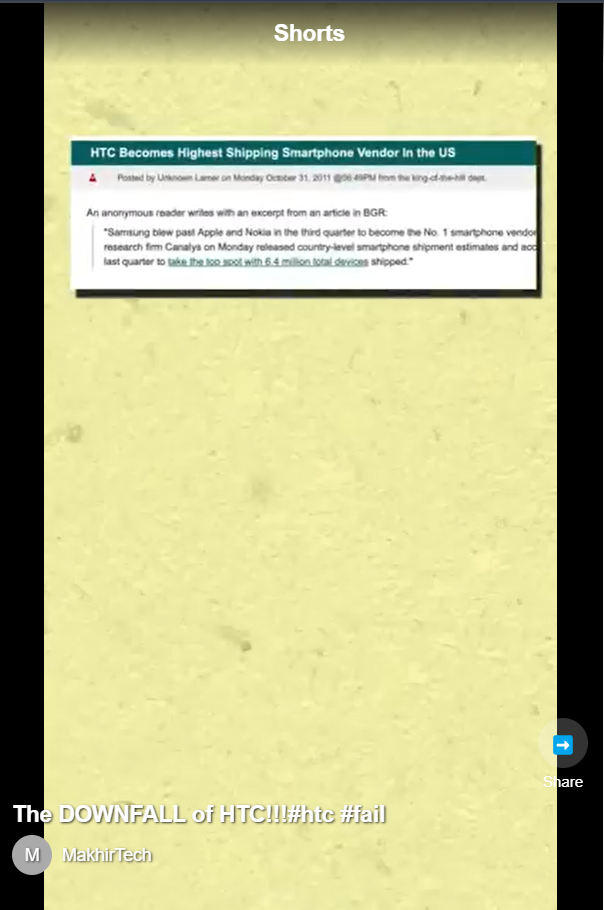 Shorts
HTC Becomes Highest Shipping Smartphone Vendor In the US
Posted by Unknown Lamer on Monday October 31, 2011 @06:49PM from the king-of-the-hill dept.
An anonymous reader writes with an excerpt from an article in BGR:
"Samsung blew past Apple and Nokia in the third quarter to become the No. 1 smartphone vendor
research firm Canalys on Monday released country-level smartphone shipment estimates and acc
last quarter to take the top spot with 6.4 million total devices shipped."
Share
The DOWNFALL of HTC!!!#htc #fail
M MakhirTech